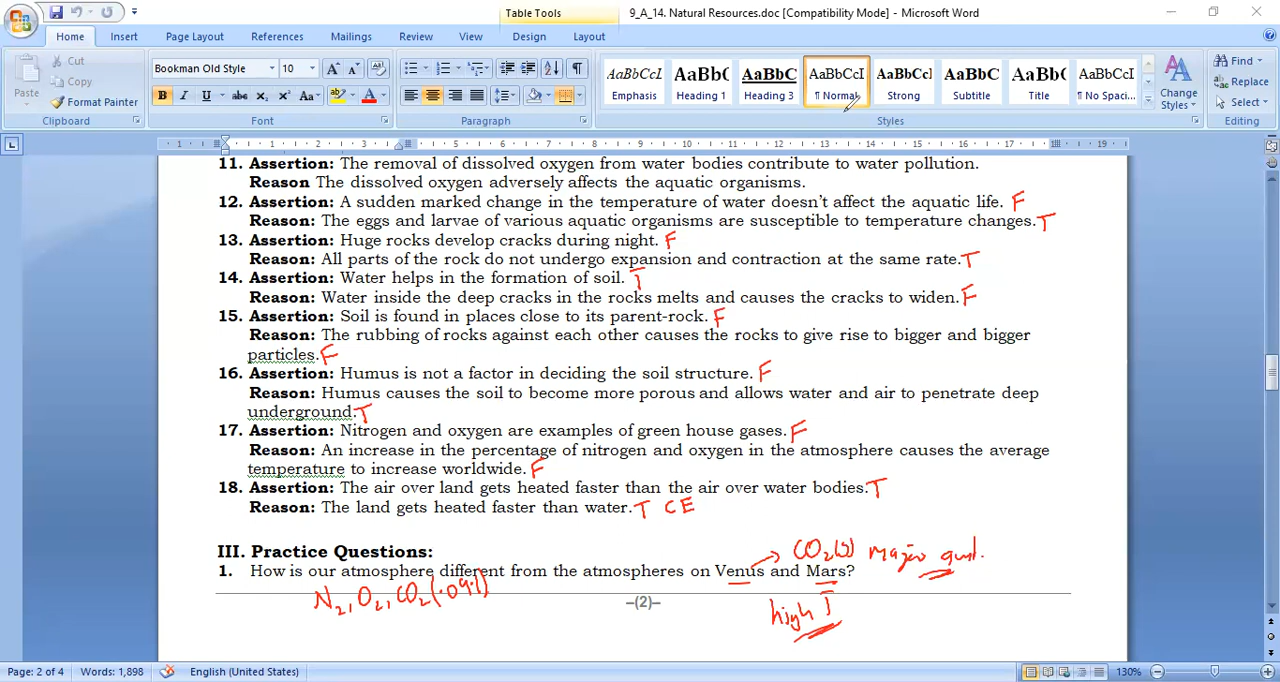 Table Tools
9_A_14. Natural Resources.doc [Compatibility Mode] - Microsoft Word
Home Insert Page Layout References Mailings Review View Design Layout
Cut
Copy
Format Painter
Paste
Bookman Old Style 10
Clipboard Font Paragraph Styles Editing
AaBbCcI AaBbC AaBbCc AaBbCcI AaBbCcI AaBbC AaBbC AaBbCcI
Emphasis Heading 1 Heading 3 ¶ Normal Strong Subtitle Title ¶ No Spaci...
Change Styles
Find
Replace
Select
11. Assertion: The removal of dissolved oxygen from water bodies contribute to water pollution.
Reason The dissolved oxygen adversely affects the aquatic organisms.
12. Assertion: A sudden marked change in the temperature of water doesn't affect the aquatic life. F
Reason: The eggs and larvae of various aquatic organisms are susceptible to temperature changes. T
13. Assertion: Huge rocks develop cracks during night. F
Reason: All parts of the rock do not undergo expansion and contraction at the same rate. T
14. Assertion: Water helps in the formation of soil. T
Reason: Water inside the deep cracks in the rocks melts and causes the cracks to widen. F
15. Assertion: Soil is found in places close to its parent-rock. F
Reason: The rubbing of rocks against each other causes the rocks to give rise to bigger and bigger
particles. F
16. Assertion: Humus is not a factor in deciding the soil structure. F
Reason: Humus causes the soil to become more porous and allows water and air to penetrate deep
underground. T
17. Assertion: Nitrogen and oxygen are examples of green house gases. F
Reason: An increase in the percentage of nitrogen and oxygen in the atmosphere causes the average
temperature to increase worldwide. F
18. Assertion: The air over land gets heated faster than the air over water bodies. T
Reason: The land gets heated faster than water. T CE
III. Practice Questions:
CO2(g) major
1. How is our atmosphere different from the atmospheres on Venus and Mars?
N2, O2, CO2
high T
–(2)–
Page: 2 of 4 Words: 1,898 English (United States) 130%